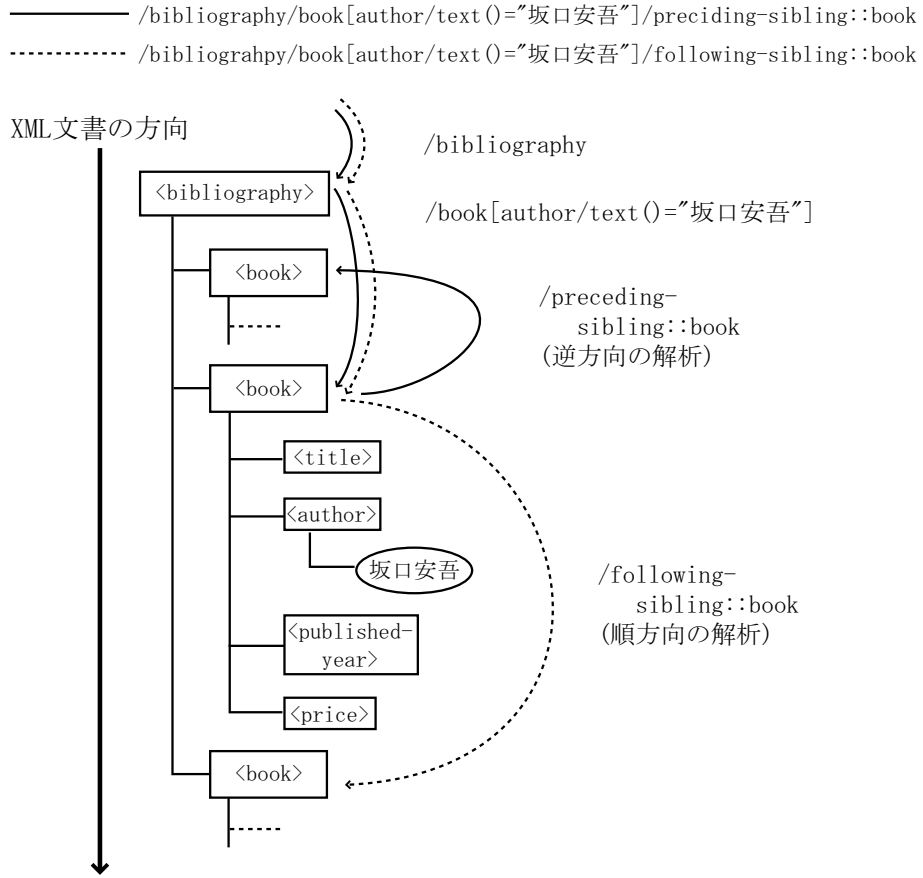 /bibliography/book[author/text()="坂口安吾"]/preciding-sibling::book
/bibliograhpy/book[author/text()="坂口安吾"]/following-sibling::book
XML文書の方向
/bibliography
<bibliography>
/book[author/text()="坂口安吾"]
<book>
/preceding-
sibling::book
(逆方向の解析)
<book>
<title>
<author>
坂口安吾
/following-
sibling::book
(順方向の解析)
<published-
year>
<price>
<book>